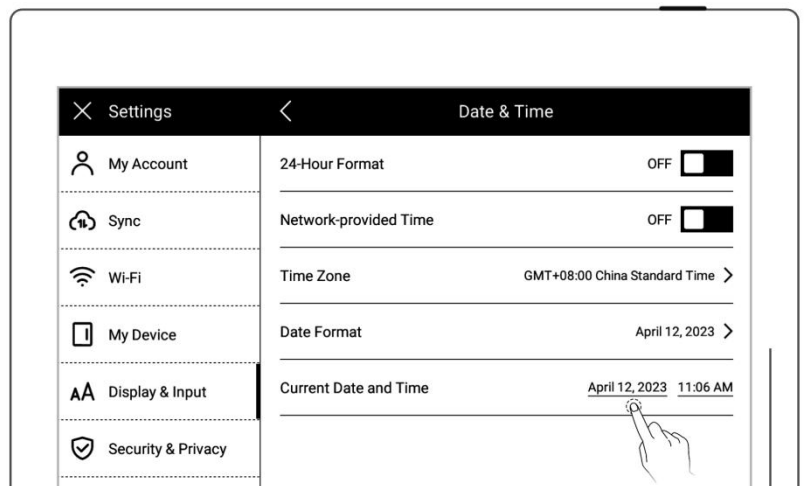 Settings
Date & Time
My Account
24-Hour Format
OFF
Sync
Network-provided Time
OFF
Wi-Fi
Time Zone
GMT+08:00 China Standard Time
My Device
Date Format
April 12, 2023
Display & Input
Current Date and Time
April 12, 2023 11:06 AM
Security & Privacy